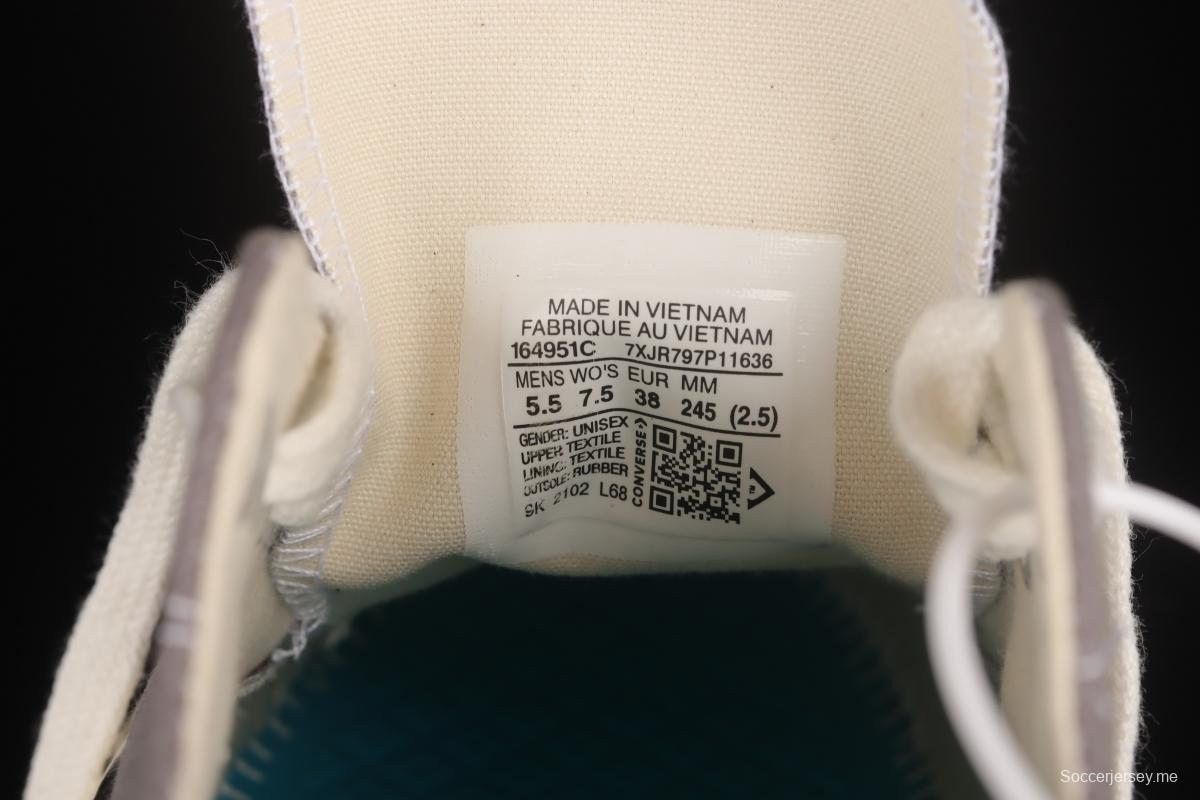 MADE IN VIETNAM
FABRIQUE AU VIETNAM
164951C 7XJR797P11636
MENS WO'S EUR MM
5.5 7.5 38 245 (2.5)
GENDER: UNISEX
UPPER TEXTILE
LINING: TEXTILE
OUTSOLE: RUBBER
SK 2102 L68
CONVERSE
Soccerjersey.me